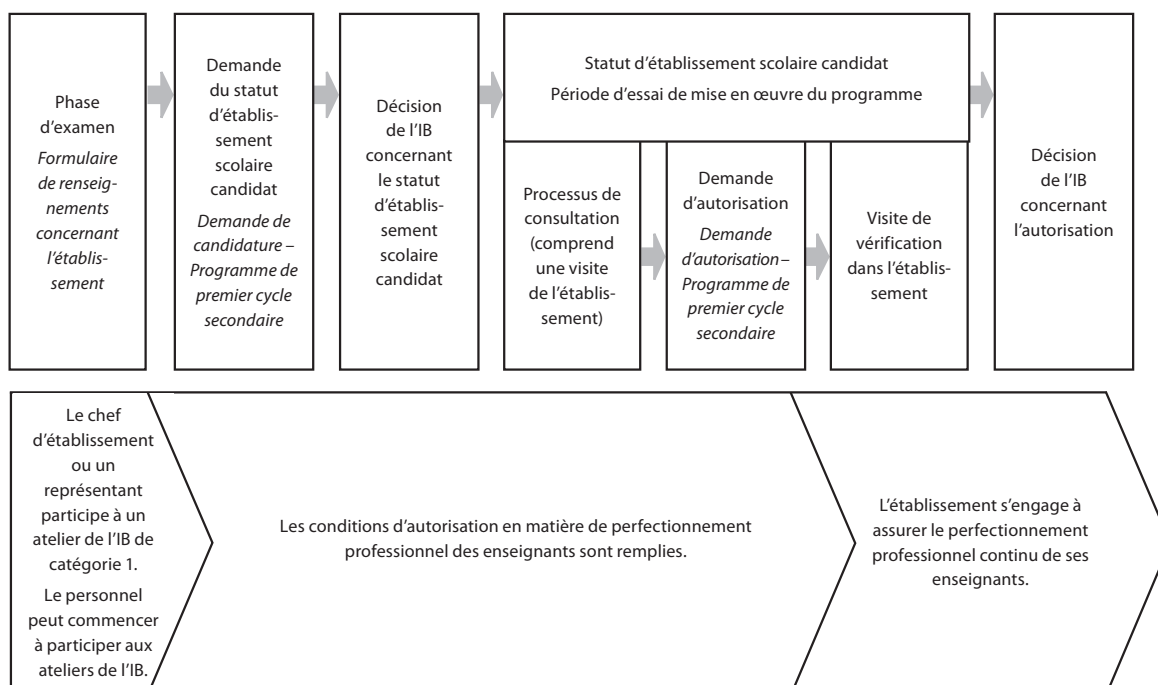 Phase
d'examen
Formulaire
de renseig-
nements
concernant
l'établis-
sement
Demande
du statut
d'établis-
sement
scolaire
candidat
Demande de
candidature –
Programme de
premier cycle
secondaire
Décision
de l'IB
concernant
le statut
d'établis-
sement
scolaire
candidat
Statut d'établissement scolaire candidat
Période d'essai de mise en œuvre du programme
Processus de
consultation
(comprend
une visite
de l'établis-
sement)
Demande
d'autorisation
Demande
d'autorisation –
Programme de
premier cycle
secondaire
Visite de
vérification
dans l'établis-
sement
Décision
de l'IB
concernant
l'autorisation
Le chef
d'établissement
ou un
représentant
participe à un
atelier de l'IB de
catégorie 1.
Le personnel
peut commencer
à participer aux
ateliers de l'IB.
Les conditions d'autorisation en matière de perfectionnement
professionnel des enseignants sont remplies.
L'établissement s'engage à
assurer le perfectionnement
professionnel continu de ses
enseignants.